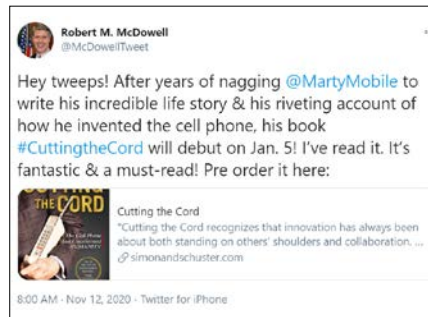 Robert M. McDowell
@McDowellTweet
Hey tweeps! After years of nagging @MartyMobile to
write his incredible life story & his riveting account of
how he invented the cell phone, his book
#CuttingtheCord will debut on Jan. 5! I've read it. It's
fantastic & a must-read! Pre order it here:
CUTTING
THE CORD
Cutting the Cord
"Cutting the Cord recognizes that innovation has always been
about both standing on others' shoulders and collaboration. ...
simonandschuster.com
8:00 AM · Nov 12, 2020 · Twitter for iPhone